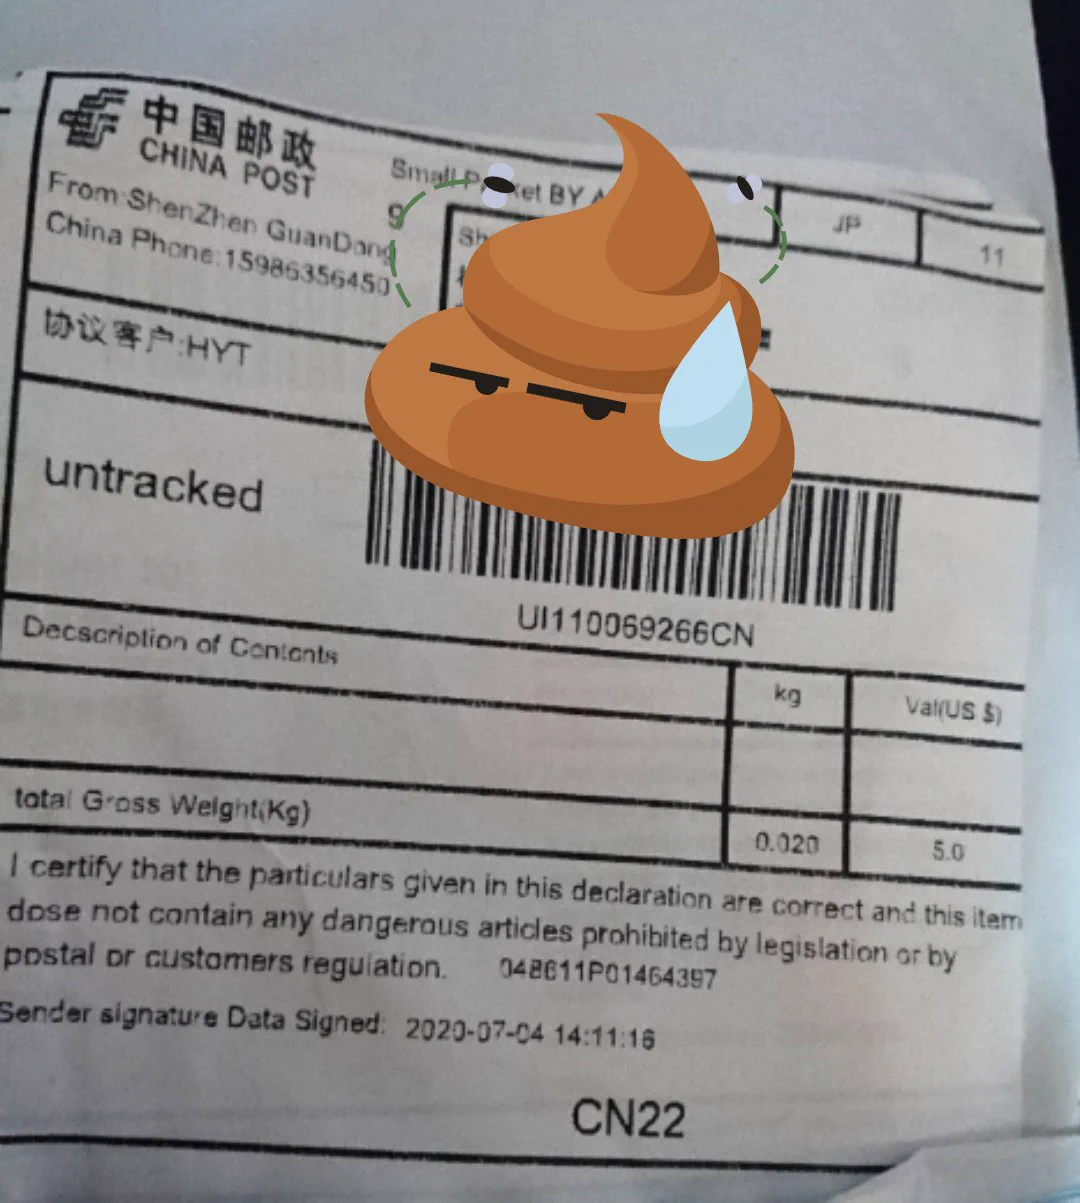 中国邮政
CHINA POST
Small Packet BY
JP
11
From:ShenZhen GuanDong
China Phone:15986356450
协议客户:HYT
untracked
UI110069266CN
Decscription of Contents
kg
Val(US $)
total Gross Weight(Kg)
0.020
5.0
I certify that the particulars given in this declaration are correct and this item
dose not contain any dangerous articles prohibited by legislation or by
postal or customers reguiation. 048611P01464397
Sender signature Data Signed: 2020-07-04 14:11:16
CN22